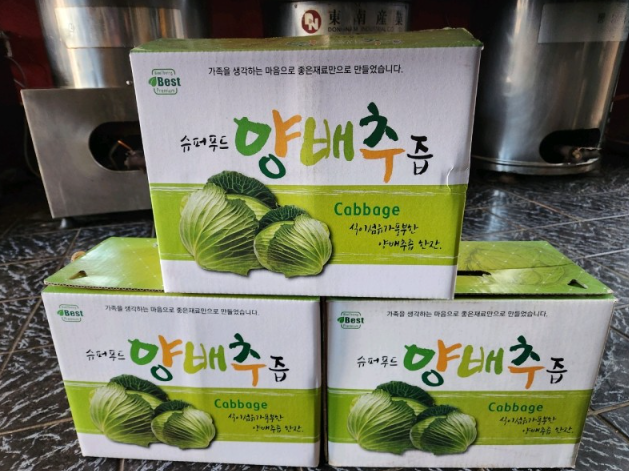 東南産業
가족을 생각하는 마음으로 좋은재료만으로 만들었습니다.
Best
Premium
슈퍼푸드 양배추 즙
Cabbage
식이섬유가 풍부한
양배추즙 한잔.
가족을 생각하는 마음으로 좋은재료만으로 만들었습니다.
Best
슈퍼푸드 양배추 즙
Cabbage
식이섬유가 풍부한
양배추즙 한잔.
가족을 생각하는 마음으로 좋은재료만으로 만들었습니다.
Best
슈퍼푸드 양배추 즙
Cabbage
식이섬유가 풍부한
양배추즙 한잔.